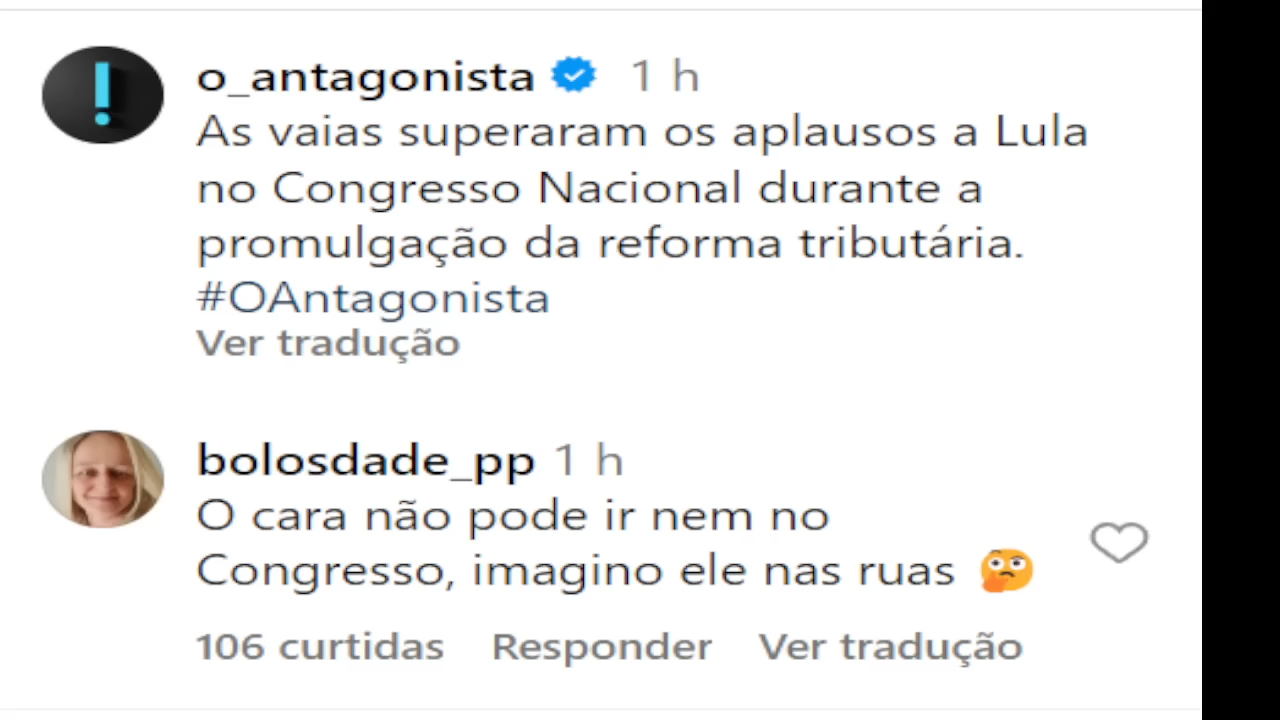 o_antagonista 1 h
As vaias superaram os aplausos a Lula
no Congresso Nacional durante a
promulgação da reforma tributária.
#OAntagonista
Ver tradução
bolosdade_pp 1 h
O cara não pode ir nem no
Congresso, imagino ele nas ruas 🤔
106 curtidas Responder Ver tradução